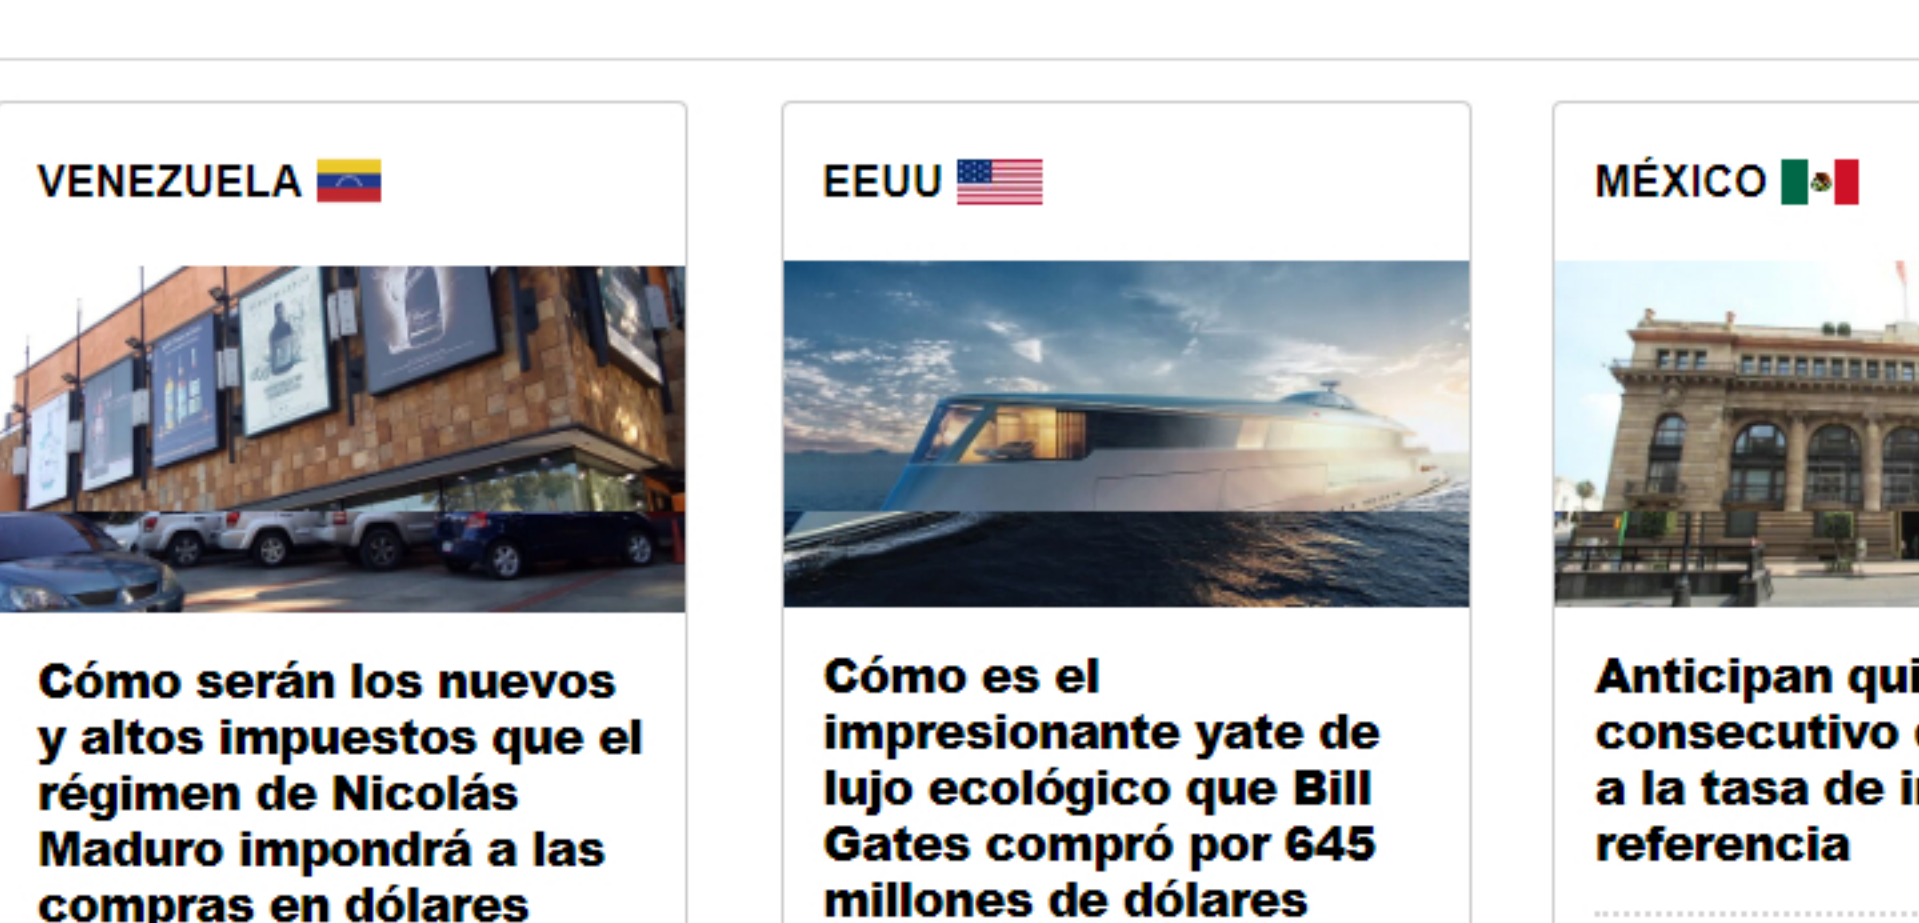 VENEZUELA
Cómo serán los nuevos
y altos impuestos que el
régimen de Nicolás
Maduro impondrá a las
compras en dólares
EEUU
Cómo es el
impresionante yate de
lujo ecológico que Bill
Gates compró por 645
millones de dólares
MÉXICO
Anticipan
consecutivo
a la tasa de
referencia